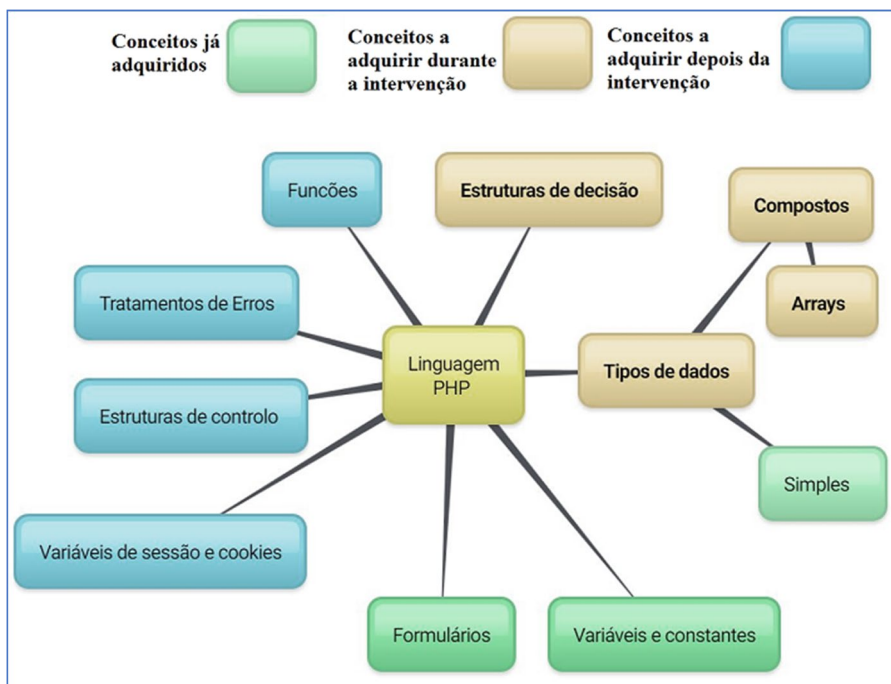 Conceitos já
adquiridos
Conceitos a
adquirir durante
a intervenção
Conceitos a
adquirir depois da
intervenção
Funcões
Estruturas de decisão
Compostos
Arrays
Tratamentos de Erros
Linguagem
PHP
Tipos de dados
Estruturas de controlo
Simples
Variáveis de sessão e cookies
Formulários
Variáveis e constantes